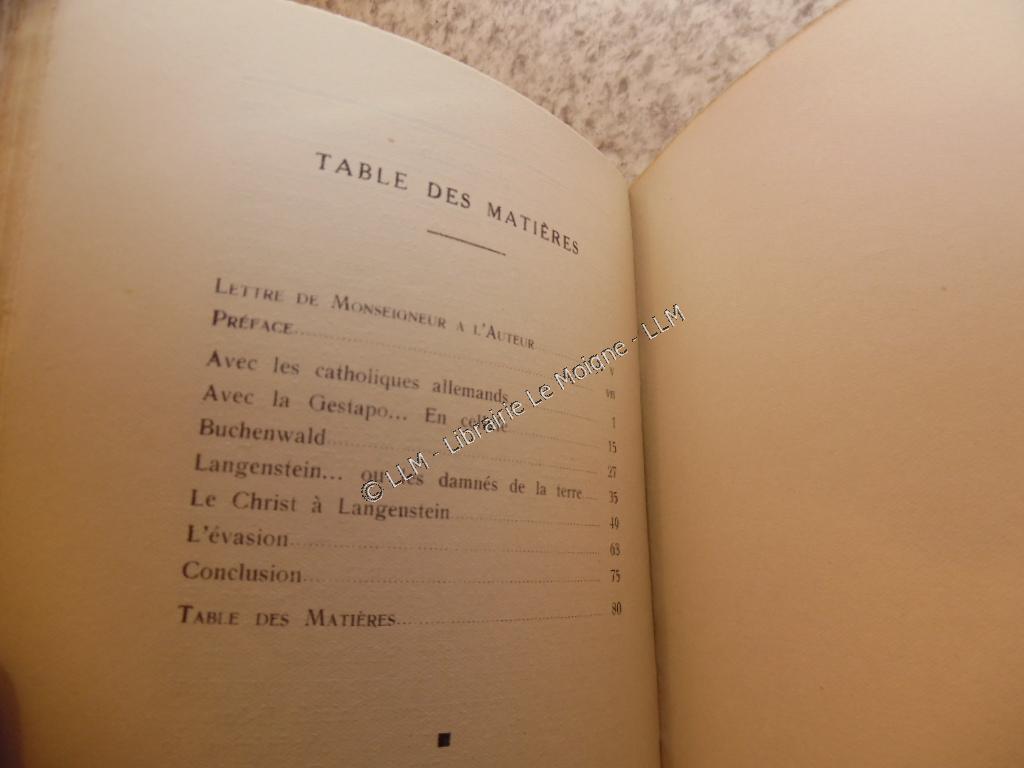 TABLE DES MATIÈRES
LETTRE DE MONSEIGNEUR A L'AUTEUR V
PRÉFACE VII
Avec les catholiques allemands 1
Avec la Gestapo... En cellule 15
Buchenwald 27
Langenstein... ou les damnés de la terre 35
Le Christ à Langenstein 49
L'évasion 63
Conclusion 75
TABLE DES MATIÈRES 80
© LLM - Librairie Le Moigne - LLM